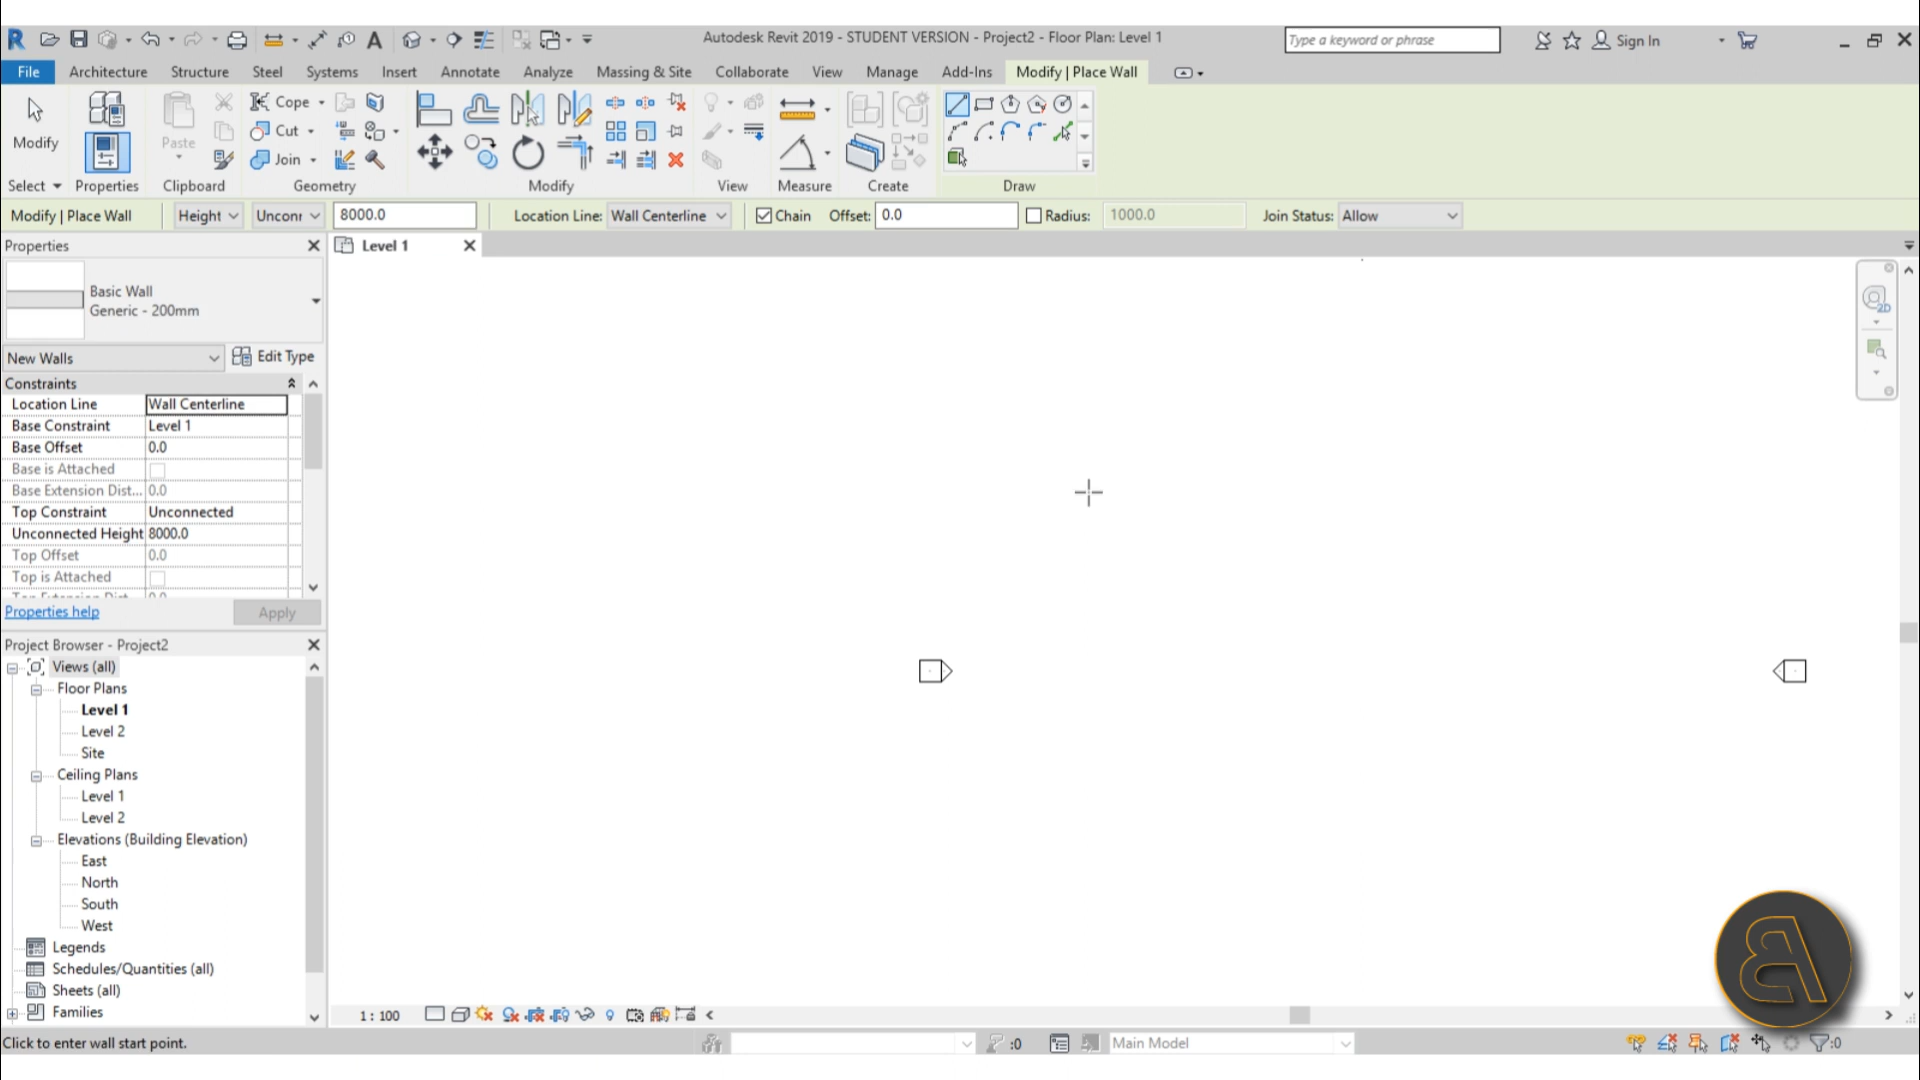 Autodesk Revit 2019 - STUDENT VERSION - Project2 - Floor Plan: Level 1
Type a keyword or phrase
Sign In
File Architecture Structure Steel Systems Insert Annotate Analyze Massing & Site Collaborate View Manage Add-Ins Modify | Place Wall
Modify
Paste
Cope
Cut
Join
Select Properties Clipboard Geometry Modify View Measure Create Draw
Modify | Place Wall Height Unconr 8000.0 Location Line: Wall Centerline Chain Offset: 0.0 Radius: 1000.0 Join Status: Allow
Properties
Level 1
Basic Wall
Generic - 200mm
New Walls Edit Type
Constraints
Location Line Wall Centerline
Base Constraint Level 1
Base Offset 0.0
Base is Attached
Base Extension Dist... 0.0
Top Constraint Unconnected
Unconnected Height 8000.0
Top Offset 0.0
Top is Attached
Properties help Apply
Project Browser - Project2
Views (all)
Floor Plans
Level 1
Level 2
Site
Ceiling Plans
Level 1
Level 2
Elevations (Building Elevation)
East
North
South
West
Legends
Schedules/Quantities (all)
Sheets (all)
Families
1 : 100
Click to enter wall start point.
:0
Main Model
:0
2D